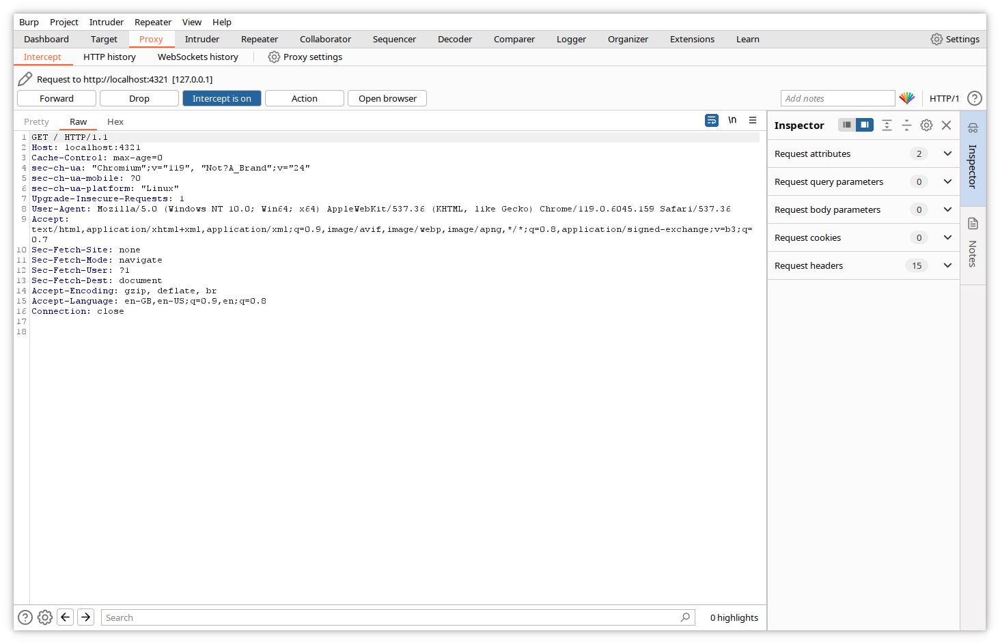 Burp Project Intruder Repeater View Help
Dashboard Target Proxy Intruder Repeater Collaborator Sequencer Decoder Comparer Logger Organizer Extensions Learn Settings
Intercept HTTP history WebSockets history Proxy settings
Request to http://localhost:4321 [127.0.0.1]
Forward Drop Intercept is on Action Open browser Add notes HTTP/1 ?
Pretty Raw Hex \n
1 GET / HTTP/1.1
2 Host: localhost:4321
3 Cache-Control: max-age=0
4 sec-ch-ua: "Chromium";v="119", "Not?A_Brand";v="24"
5 sec-ch-ua-mobile: ?0
6 sec-ch-ua-platform: "Linux"
7 Upgrade-Insecure-Requests: 1
8 User-Agent: Mozilla/5.0 (Windows NT 10.0; Win64; x64) AppleWebKit/537.36 (KHTML, like Gecko) Chrome/119.0.6045.159 Safari/537.36
9 Accept:
text/html,application/xhtml+xml,application/xml;q=0.9,image/avif,image/webp,image/apng,*/*;q=0.8,application/signed-exchange;v=b3;q=
0.7
10 Sec-Fetch-Site: none
11 Sec-Fetch-Mode: navigate
12 Sec-Fetch-User: ?1
13 Sec-Fetch-Dest: document
14 Accept-Encoding: gzip, deflate, br
15 Accept-Language: en-GB,en-US;q=0.9,en;q=0.8
16 Connection: close
17
18
Inspector
Request attributes 2
Request query parameters 0
Request body parameters 0
Request cookies 0
Request headers 15
Inspector
Notes
? Search 0 highlights